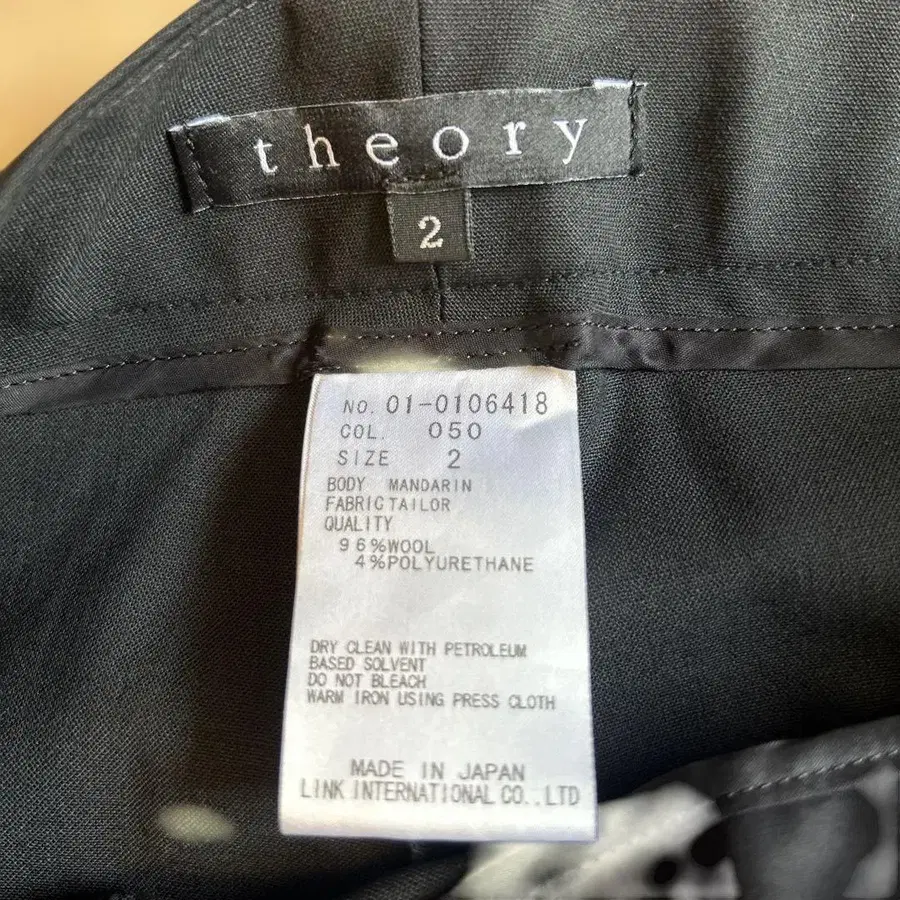 theory
2
NO. 01-0106418
COL. 050
SIZE 2
BODY MANDARIN
FABRIC TAILOR
QUALITY
96%WOOL
4%POLYURETHANE
DRY CLEAN WITH PETROLEUM
BASED SOLVENT
DO NOT BLEACH
WARM IRON USING PRESS CLOTH
MADE IN JAPAN
LINK INTERNATIONAL CO.,LTD